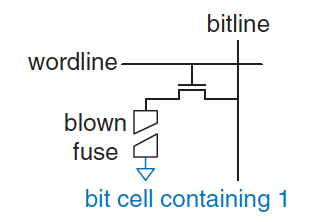 bitline
wordline
blown
fuse
bit cell containing 1